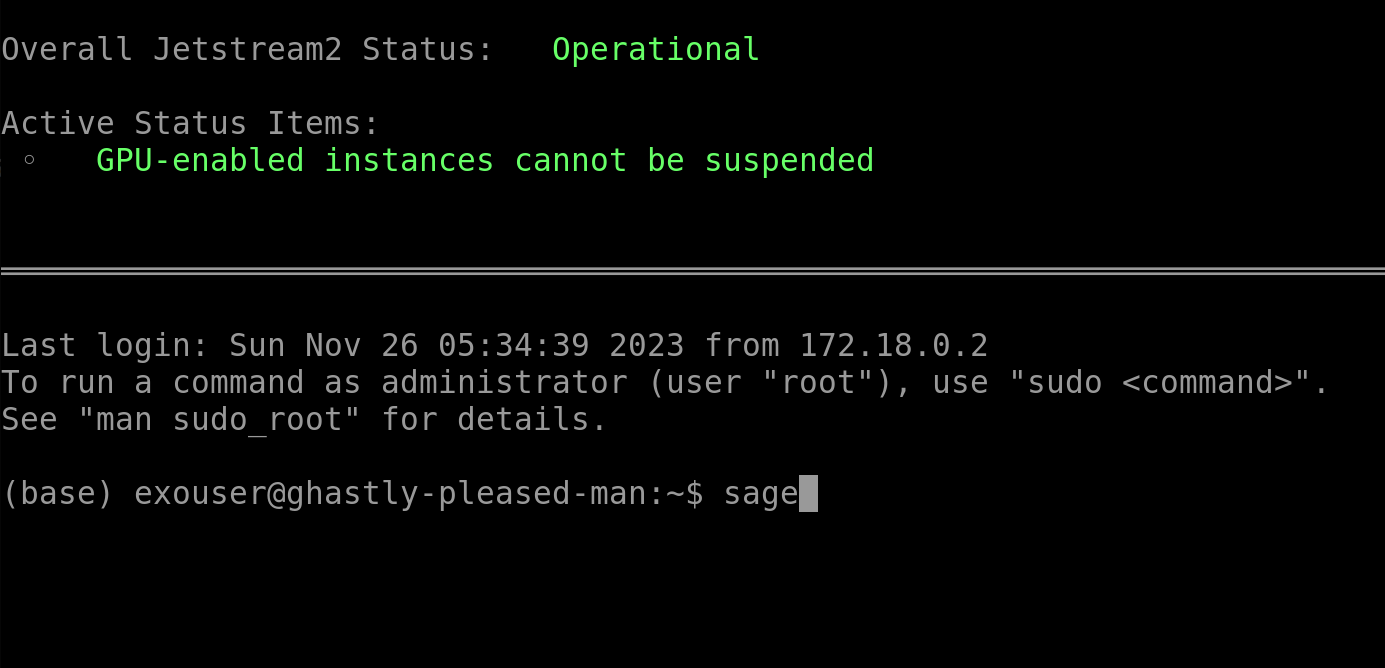 Overall Jetstream2 Status:   Operational
Active Status Items:
◦   GPU-enabled instances cannot be suspended
Last login: Sun Nov 26 05:34:39 2023 from 172.18.0.2
To run a command as administrator (user "root"), use "sudo <command>".
See "man sudo_root" for details.
(base) exouser@ghastly-pleased-man:~$ sage